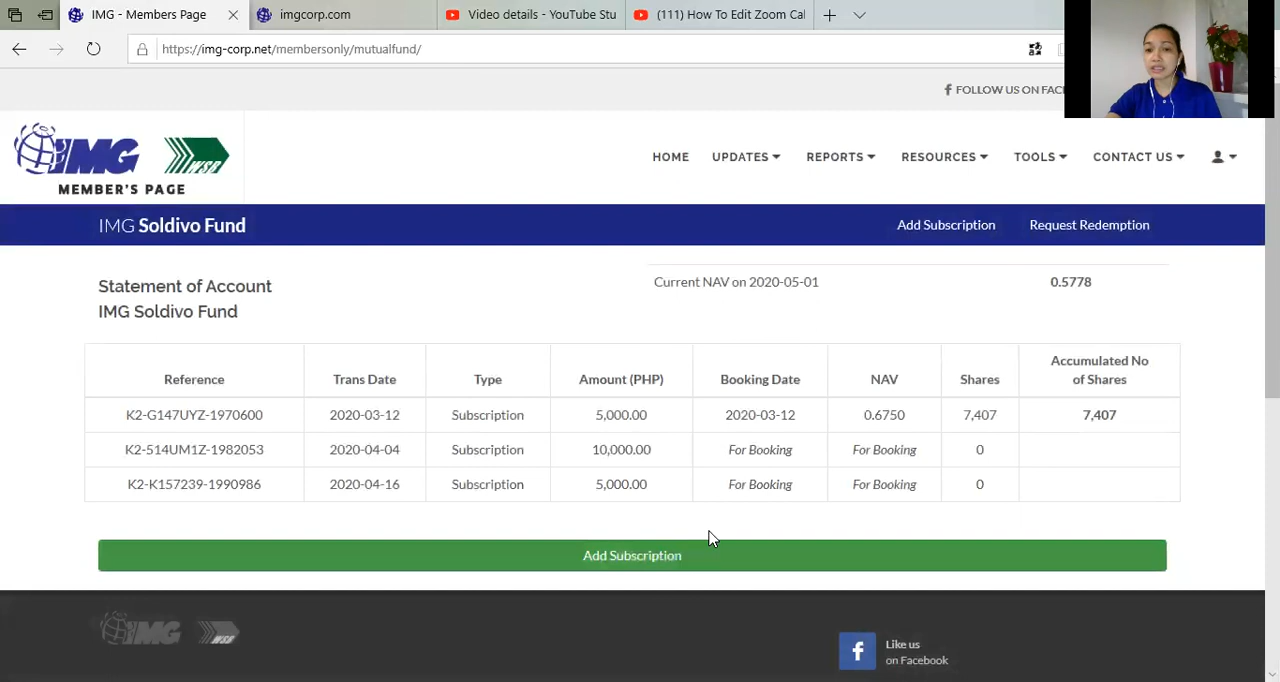 IMG - Members Page
imgcorp.com
Video details - YouTube Stu
(111) How To Edit Zoom Cal
https://img-corp.net/membersonly/mutualfund/
FOLLOW US ON FAC
IMG WSP
MEMBER'S PAGE
HOME UPDATES REPORTS RESOURCES TOOLS CONTACT US
IMG Soldivo Fund
Add Subscription Request Redemption
Statement of Account
IMG Soldivo Fund
Current NAV on 2020-05-01 0.5778
Reference Trans Date Type Amount (PHP) Booking Date NAV Shares Accumulated No of Shares
K2-G147UYZ-1970600 2020-03-12 Subscription 5,000.00 2020-03-12 0.6750 7,407 7,407
K2-514UM1Z-1982053 2020-04-04 Subscription 10,000.00 For Booking For Booking 0
K2-K157239-1990986 2020-04-16 Subscription 5,000.00 For Booking For Booking 0
Add Subscription
IMG WSP
Like us
on Facebook